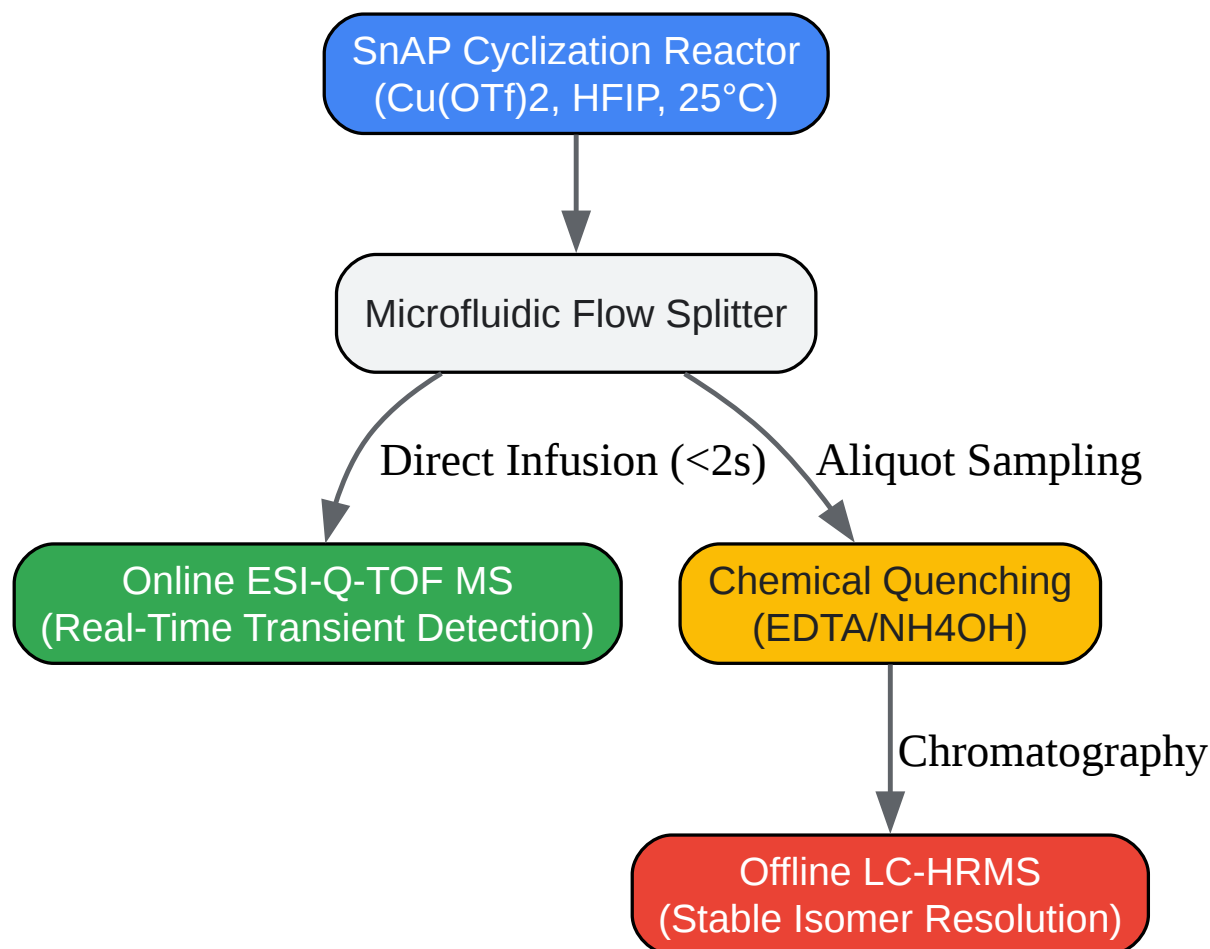 SnAP Cyclization Reactor
(Cu(OTf)2, HFIP, 25°C)
Microfluidic Flow Splitter
Direct Infusion (<2s)
Aliquot Sampling
Online ESI-Q-TOF MS
(Real-Time Transient Detection)
Chemical Quenching
(EDTA/NH4OH)
Chromatography
Offline LC-HRMS
(Stable Isomer Resolution)